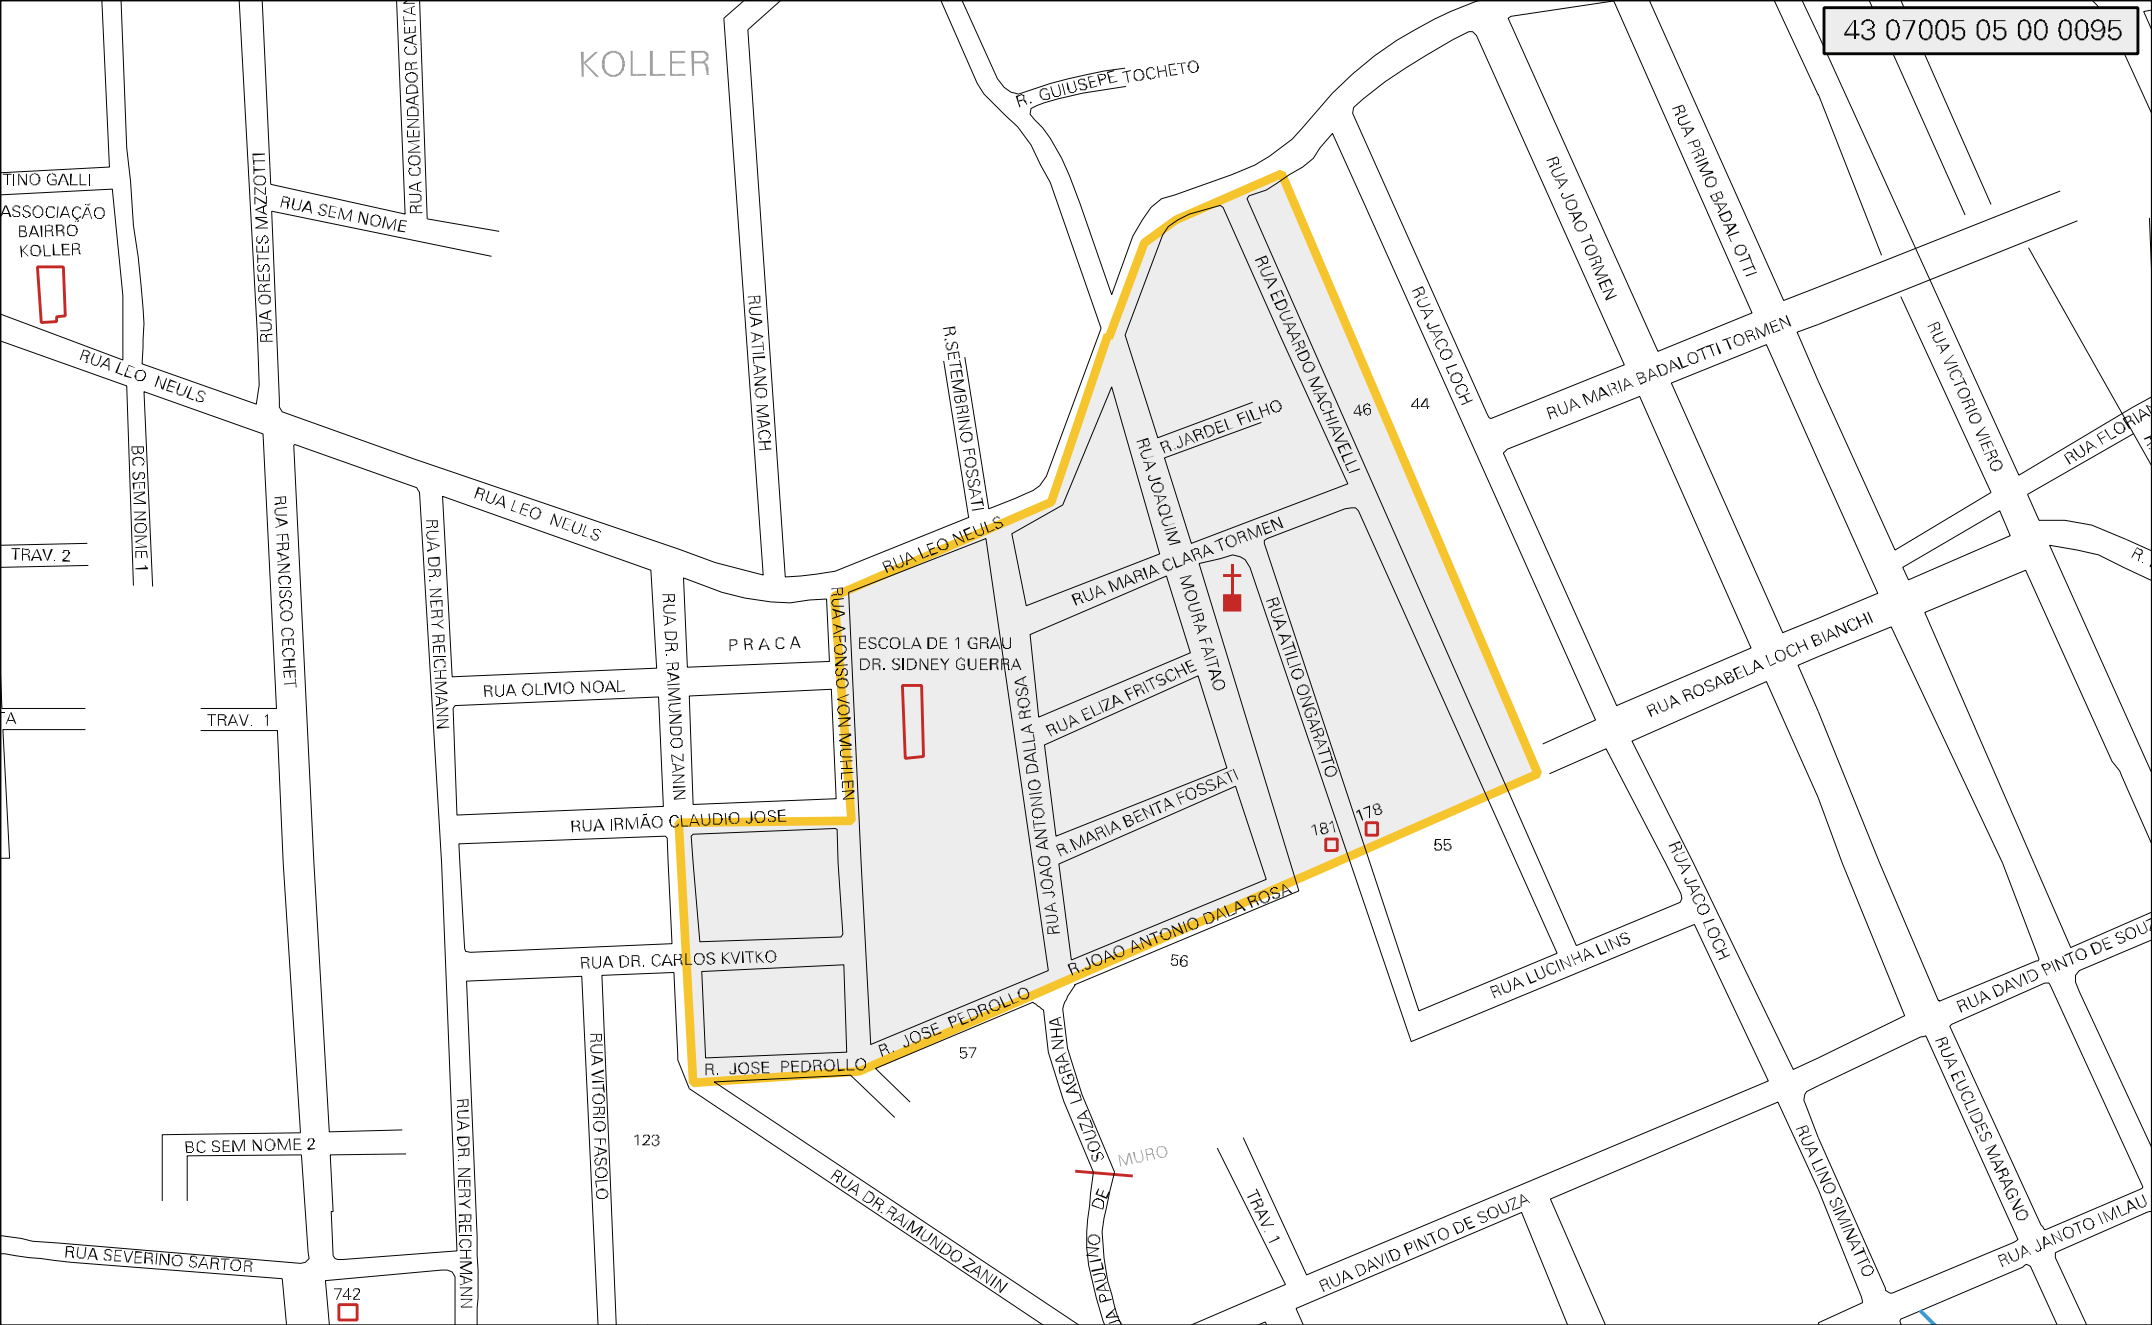 43 07005 05 00 0095
KOLLER
R. GUIUSEPE TOCHETO
RUA COMENDADOR CAETAN
TINO GALLI
ASSOCIAÇÃO
BAIRRO
KOLLER
RUA ORESTES MAZZOTTI
RUA SEM NOME
RUA PRIMO BADALOTTI
RUA JOAO TORMEN
RUA JACO LOCH
RUA EDUARDO MACHIAVELLI
RUA MARIA BADALOTTI TORMEN
RUA VICTORIO VIERO
RUA FLORIAN
R.
RUA LEO NEULS
RUA ATILANO MACH
R.SETEMBRINO FOSSATI
R.JARDEL FILHO
46
44
BC SEM NOME 1
RUA FRANCISCO CECHET
RUA DR. NERY REICHMANN
RUA LEO NEULS
RUA LEO NEULS
RUA JOAQUIM
MOURA FAITAO
RUA MARIA CLARA TORMEN
TRAV. 2
RUA DR. RAIMUNDO ZANIN
PRACA
RUA AFONSO VON MUHLEN
ESCOLA DE 1 GRAU
DR. SIDNEY GUERRA
RUA ATILIO ONGARATTO
RUA ROSABELA LOCH BIANCHI
RUA OLIVIO NOAL
RUA ELIZA FRITSCHE
TA
TRAV. 1
RUA JOAO ANTONIO DALLA ROSA
R.MARIA BENTA FOSSATI
RUA IRMÃO CLAUDIO JOSE
181
178
55
RUA JACO LOCH
R.JOAO ANTONIO DALA ROSA
56
RUA DR. CARLOS KVITKO
RUA LUCINHA LINS
RUA DAVID PINTO DE SOUZ
R. JOSE PEDROLLO
R. JOSE PEDROLLO
57
RUA VITORIO FASOLO
RUA DR. NERY REICHMANN
123
BC SEM NOME 2
SOUZA LAGRANHA
DE
UA PAULINO
MURO
RUA EUCLIDES MARAGNO
RUA LINO SIMINATTO
RUA DR. RAIMUNDO ZANIN
TRAV. 1
RUA DAVID PINTO DE SOUZA
RUA JANOTO IMLAU
RUA SEVERINO SARTOR
742